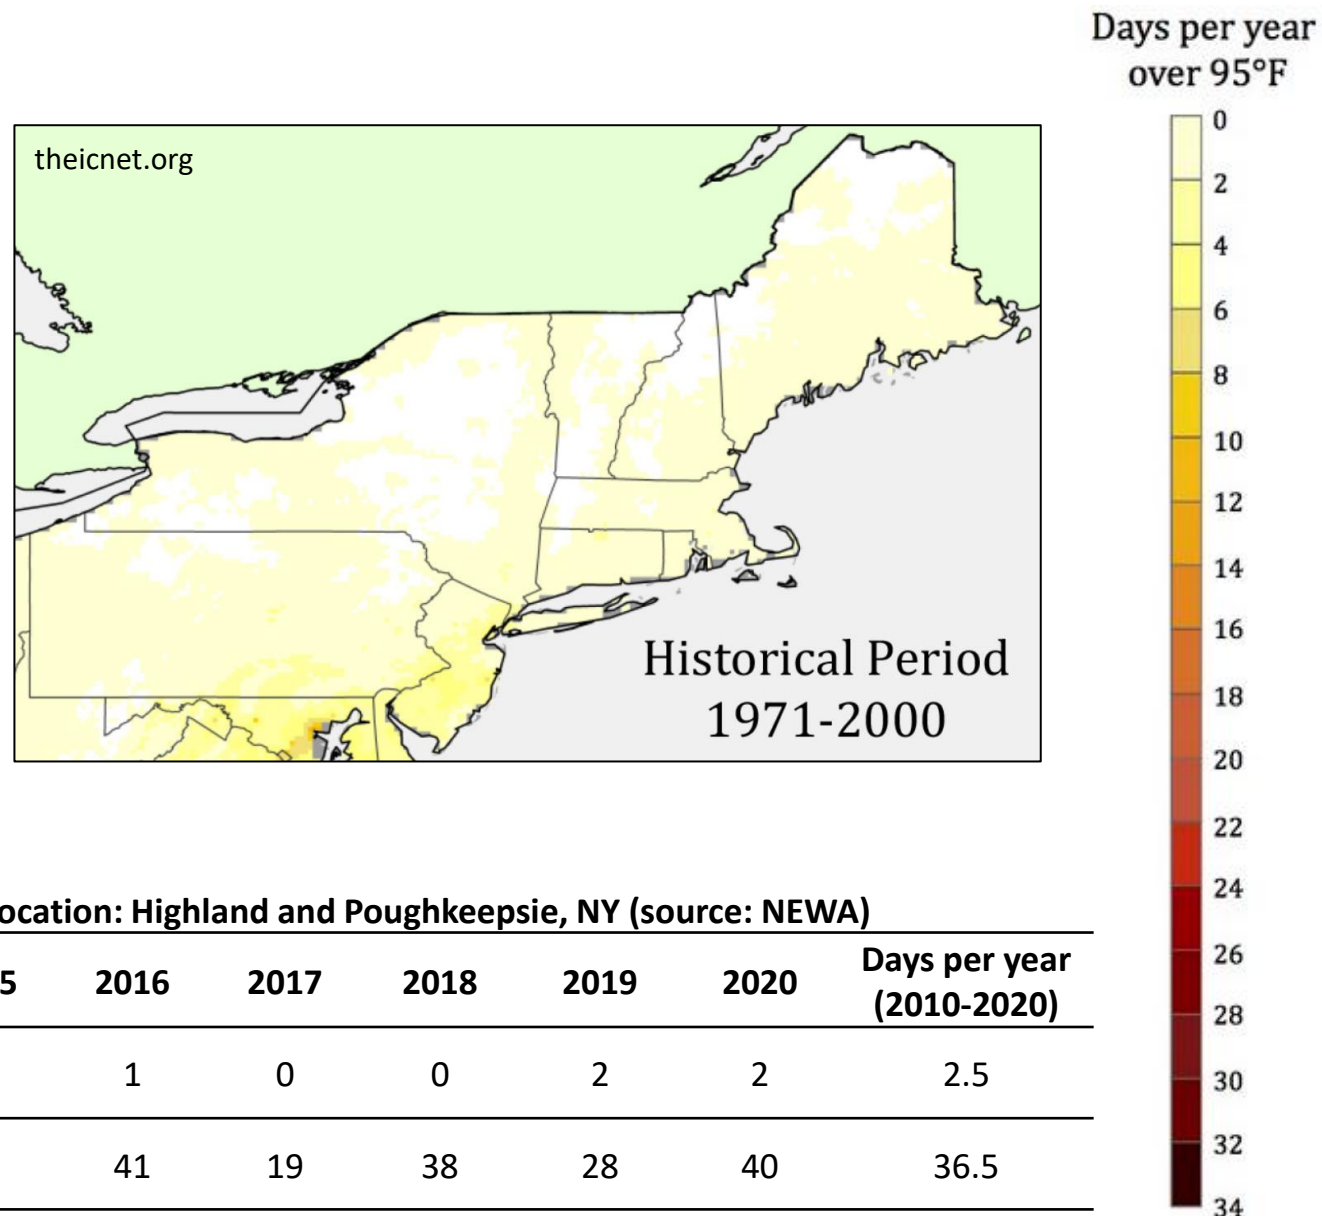 Days per year
over 95°F
theicnet.org
0
2
4
6
8
10
12
14
16
18
20
22
24
26
28
30
32
34
Historical Period
1971-2000
ocation: Highland and Poughkeepsie, NY (source: NEWA)
5 2016 2017 2018 2019 2020 Days per year
(2010-2020)
1 0 0 2 2 2.5
41 19 38 28 40 36.5